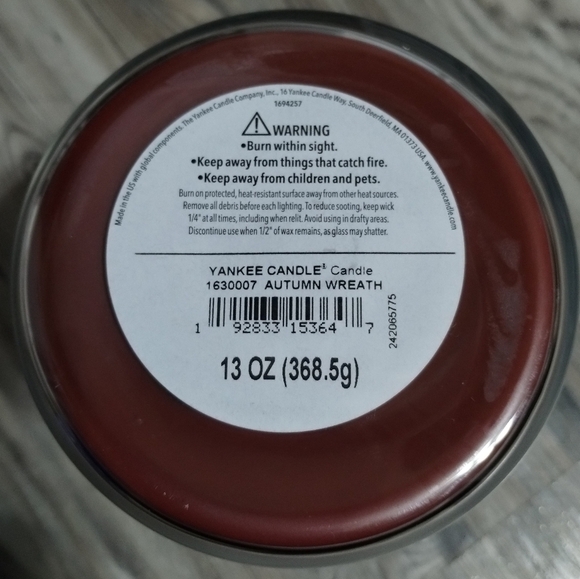 Made in the US with global components. The Yankee Candle Company, Inc., 16 Yankee Candle Way, South Deerfield, MA 01373 USA. www.yankeecandle.com
1694257
WARNING
•Burn within sight.
•Keep away from things that catch fire.
•Keep away from children and pets.
Burn on protected, heat-resistant surface away from other heat sources.
Remove all debris before each lighting. To reduce sooting, keep wick
1/4" at all times, including when relit. Avoid using in drafty areas.
Discontinue use when 1/2" of wax remains, as glass may shatter.
YANKEE CANDLE® Candle
1630007 AUTUMN WREATH
1 92833 15364 7
242065775
13 OZ (368.5g)